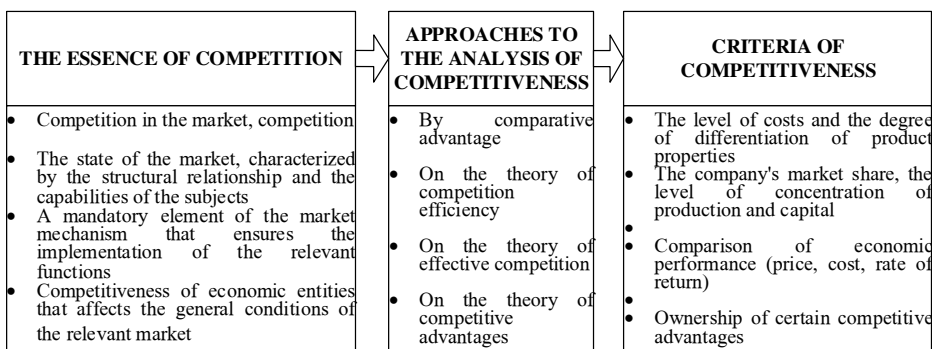 THE ESSENCE OF COMPETITION
• Competition in the market, competition
• The state of the market, characterized
by the structural relationship and the
capabilities of the subjects
• A mandatory element of the market
mechanism that ensures the
implementation of the relevant
functions
• Competitiveness of economic entities
that affects the general conditions of
the relevant market
APPROACHES TO
THE ANALYSIS OF
COMPETITIVENESS
• By comparative
advantage
• On the theory of
competition
efficiency
• On the theory of
effective competition
• On the theory of
competitive
advantages
CRITERIA OF
COMPETITIVENESS
• The level of costs and the degree
of differentiation of product
properties
• The company's market share, the
level of concentration of
production and capital
•
• Comparison of economic
performance (price, cost, rate of
return)
•
• Ownership of certain competitive
advantages